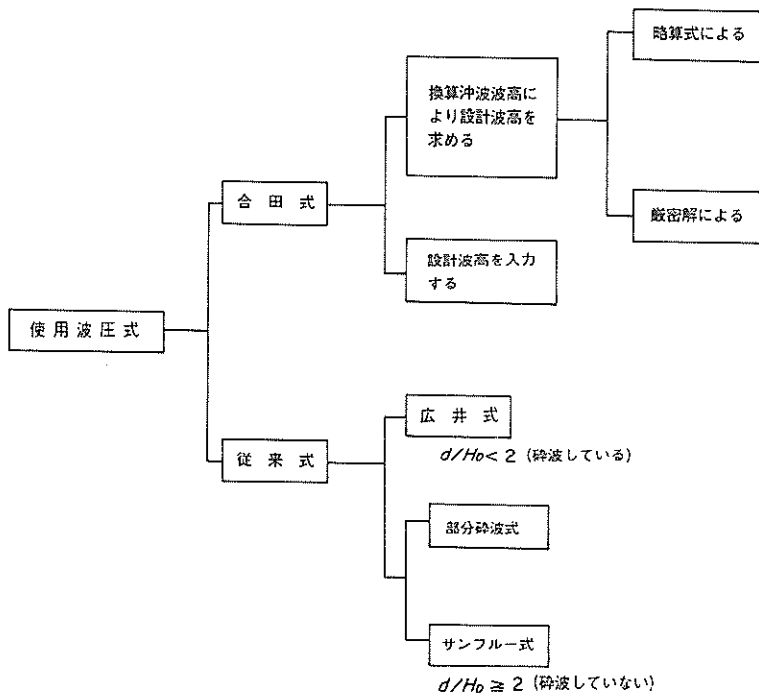 略算式による
換算沖波波高に
より設計波高を
求める
合田式
厳密解による
設計波高を入力
する
使用波圧式
広井式
d/H_D < 2 (砕波している)
従来式
部分砕波式
サンフルー式
d/H_D ≧ 2 (砕波していない)